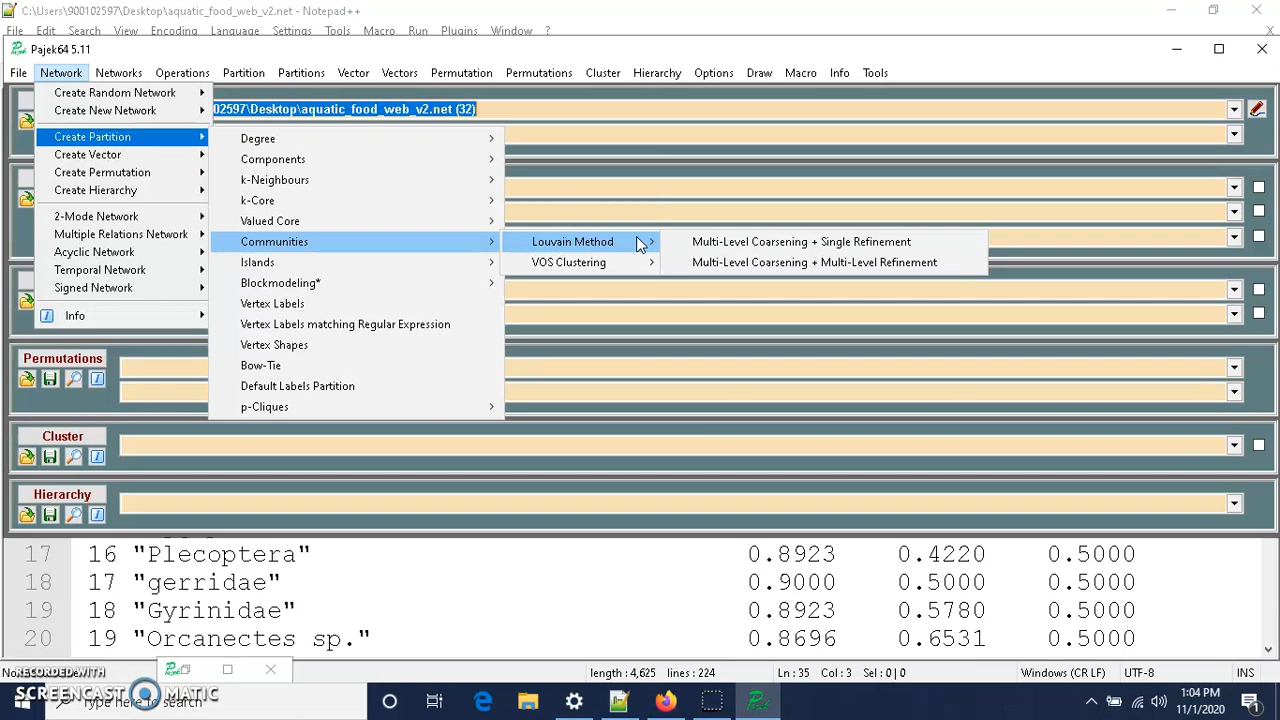 C:\Users\900102597\Desktop\aquatic_food_web_v2.net - Notepad++
File Edit Search View Encoding Language Settings Tools Macro Run Plugins Window ? X
Pajek64 5.11
File Network Networks Operations Partition Partitions Vector Vectors Permutation Permutations Cluster Hierarchy Options Draw Macro Info Tools
Create Random Network
Create New Network
02597\Desktop\aquatic_food_web_v2.net (32)
Create Partition
Create Vector
Create Permutation
Create Hierarchy
2-Mode Network
Multiple Relations Network
Acyclic Network
Temporal Network
Signed Network
Info
Degree
Components
k-Neighbours
k-Core
Valued Core
Communities
Islands
Blockmodeling*
Vertex Labels
Vertex Labels matching Regular Expression
Vertex Shapes
Bow-Tie
Default Labels Partition
p-Cliques
Louvain Method
VOS Clustering
Multi-Level Coarsening + Single Refinement
Multi-Level Coarsening + Multi-Level Refinement
Permutations
Cluster
Hierarchy
17 16 "Plecoptera" 0.8923 0.4220 0.5000
18 17 "gerridae" 0.9000 0.5000 0.5000
19 18 "Gyrinidae" 0.8923 0.5780 0.5000
20 19 "Orcanectes sp." 0.8696 0.6531 0.5000
length : 4,625 lines : 224 Ln : 35 Col : 3 Sel : 0 | 0 Windows (CR LF) UTF-8 INS
RECORDED WITH
SCREENCAST MATIC
Type here to search
1:04 PM
11/1/2020